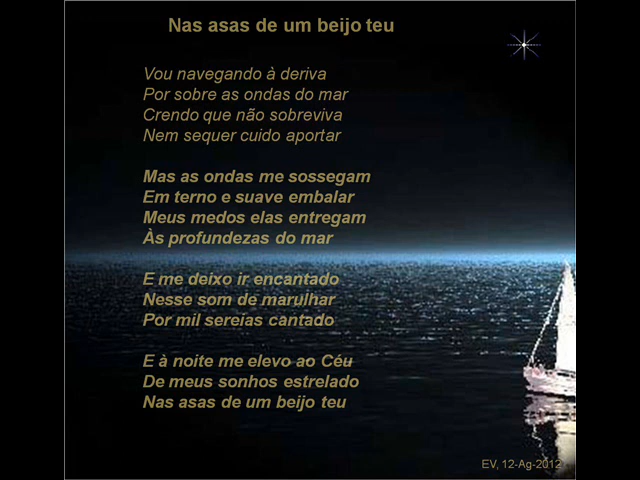 Nas asas de um beijo teu
Vou navegando à deriva
Por sobre as ondas do mar
Crendo que não sobreviva
Nem sequer cuido aportar
Mas as ondas me sossegam
Em terno e suave embalar
Meus medos elas entregam
Às profundezas do mar
E me deixo ir encantado
Nesse som de marulhar
Por mil sereias cantado
E à noite me elevo ao Céu
De meus sonhos estrelado
Nas asas de um beijo teu
EV, 12-Ag-2012